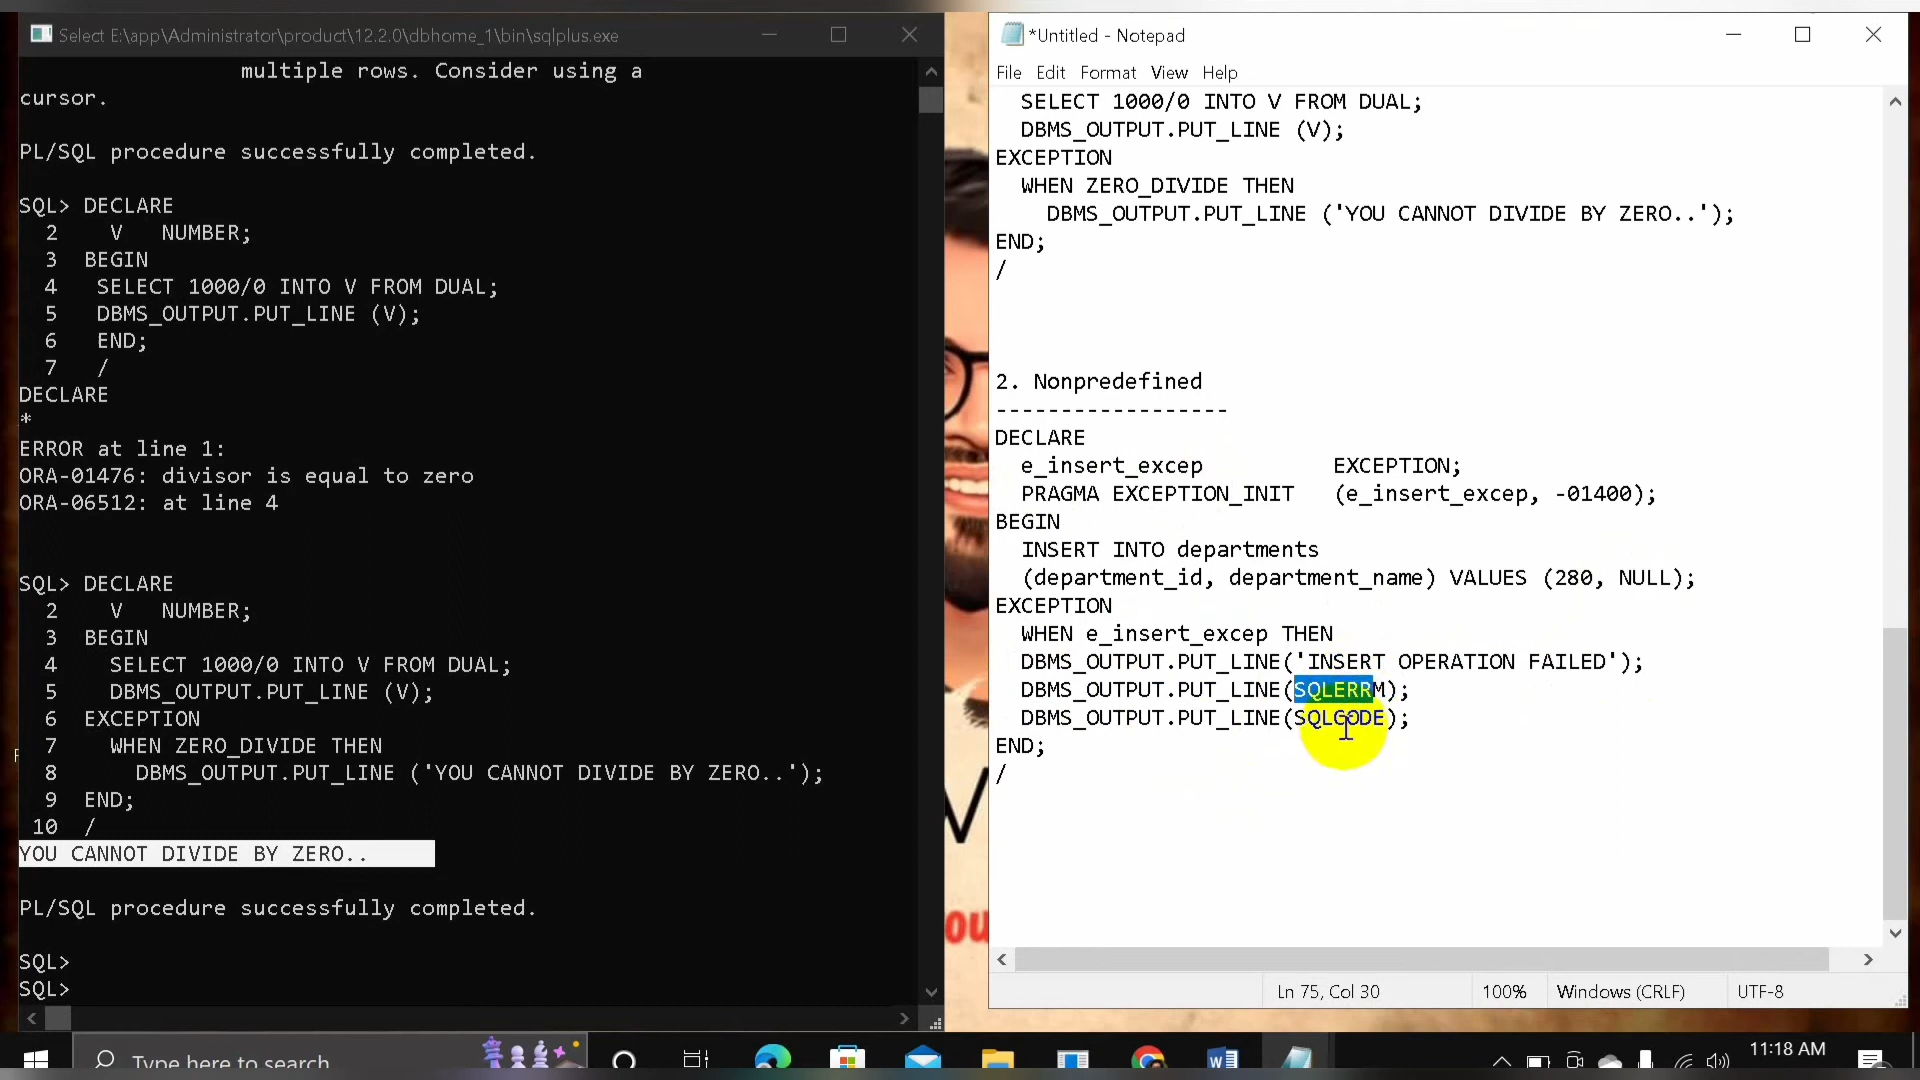 Select E:\app\Administrator\product\12.2.0\dbhome_1\bin\sqlplus.exe
multiple rows. Consider using a
cursor.
PL/SQL procedure successfully completed.
SQL> DECLARE
2 V NUMBER;
3 BEGIN
4 SELECT 1000/0 INTO V FROM DUAL;
5 DBMS_OUTPUT.PUT_LINE (V);
6 END;
7 /
DECLARE
*
ERROR at line 1:
ORA-01476: divisor is equal to zero
ORA-06512: at line 4
SQL> DECLARE
2 V NUMBER;
3 BEGIN
4 SELECT 1000/0 INTO V FROM DUAL;
5 DBMS_OUTPUT.PUT_LINE (V);
6 EXCEPTION
7 WHEN ZERO_DIVIDE THEN
8 DBMS_OUTPUT.PUT_LINE ('YOU CANNOT DIVIDE BY ZERO..');
9 END;
10 /
YOU CANNOT DIVIDE BY ZERO..
PL/SQL procedure successfully completed.
SQL>
SQL>
*Untitled - Notepad
File Edit Format View Help
SELECT 1000/0 INTO V FROM DUAL;
DBMS_OUTPUT.PUT_LINE (V);
EXCEPTION
WHEN ZERO_DIVIDE THEN
DBMS_OUTPUT.PUT_LINE ('YOU CANNOT DIVIDE BY ZERO..');
END;
/
2. Nonpredefined
------------------
DECLARE
e_insert_excep EXCEPTION;
PRAGMA EXCEPTION_INIT (e_insert_excep, -01400);
BEGIN
INSERT INTO departments
(department_id, department_name) VALUES (280, NULL);
EXCEPTION
WHEN e_insert_excep THEN
DBMS_OUTPUT.PUT_LINE('INSERT OPERATION FAILED');
DBMS_OUTPUT.PUT_LINE(SQLERRM);
DBMS_OUTPUT.PUT_LINE(SQLCODE);
END;
/
Ln 75, Col 30 100% Windows (CRLF) UTF-8
Type here to search
11:18 AM